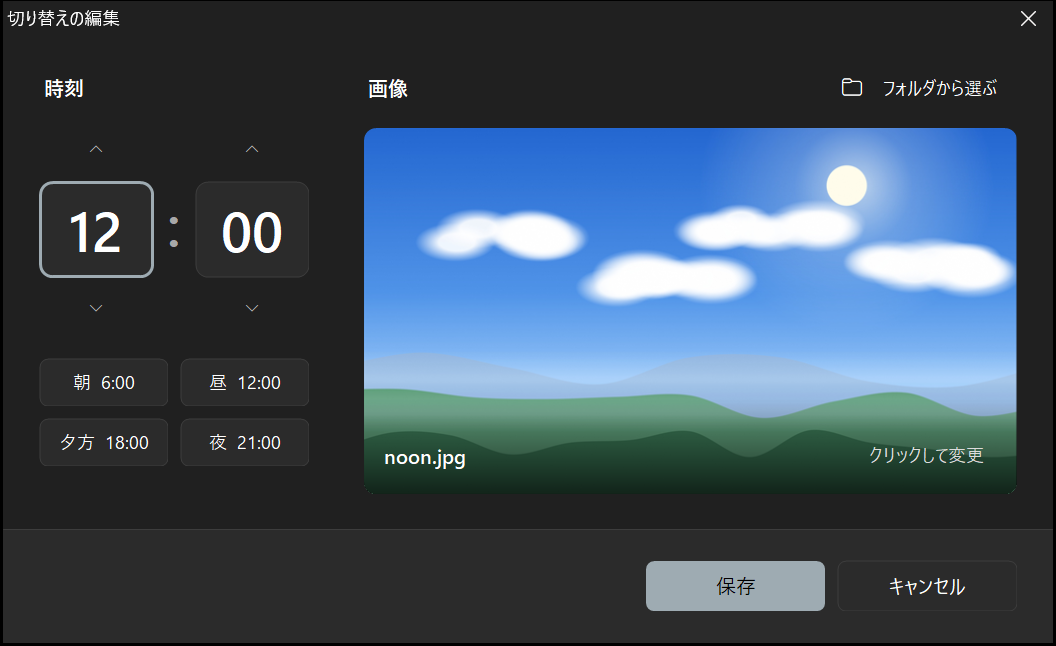 切り替えの編集
時刻
画像
フォルダから選ぶ
12 : 00
朝 6:00
昼 12:00
夕方 18:00
夜 21:00
noon.jpg
クリックして変更
保存
キャンセル